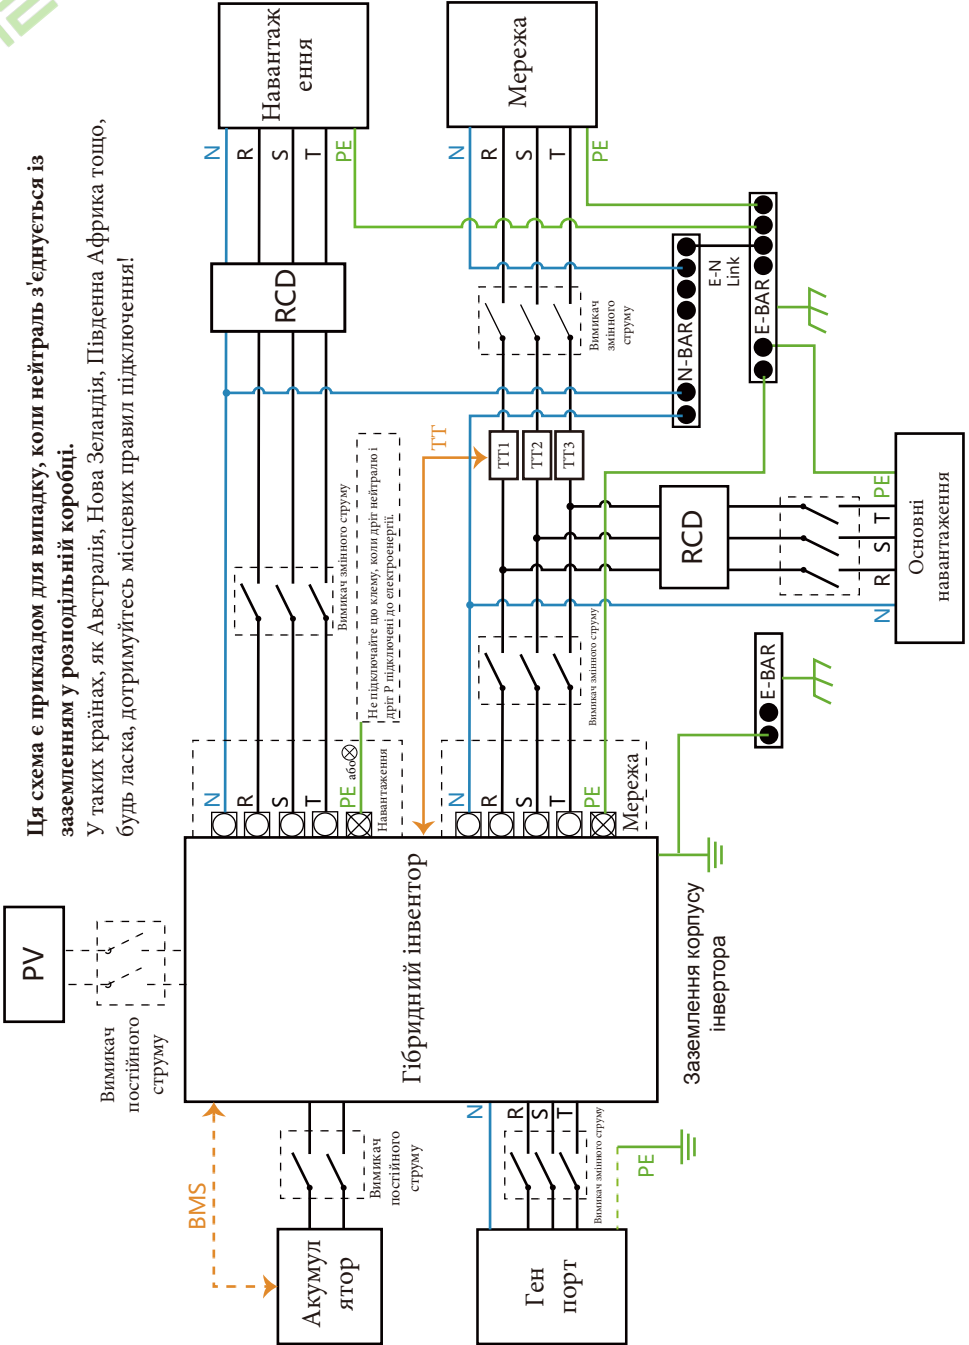 Ця схема є прикладом для випадку, коли нейтраль з'єднується із
заземленням у розподільній коробці.
У таких країнах, як Австралія, Нова Зеландія, Південна Африка тощо,
будь ласка, дотримуйтесь місцевих правил підключення!
PV
Вимикач
постійного
струму
BMS
Акумул
ятор
Вимикач
постійного
струму
Ген
порт
N
R
S
T
Вимикач змінного струму
PE
Гібридний інвентор
Заземлення корпусу
інвертора
N
R
S
T
PE або
Навантаження
Вимикач змінного струму
Не підключайте цю клему, коли дріт нейтралю і
дріт P підключені до електроенергії.
RCD
N
R
S
T
PE
Навантаж
ення
N
R
S
T
PE
Мережа
Вимикач змінного струму
TT
TT1
TT2
TT3
Вимикач
змінного
струму
N
R
S
T
PE
Мережа
N-BAR
E-N
Link
E-BAR
RCD
N
R
S
T
PE
Основні
навантаження
E-BAR